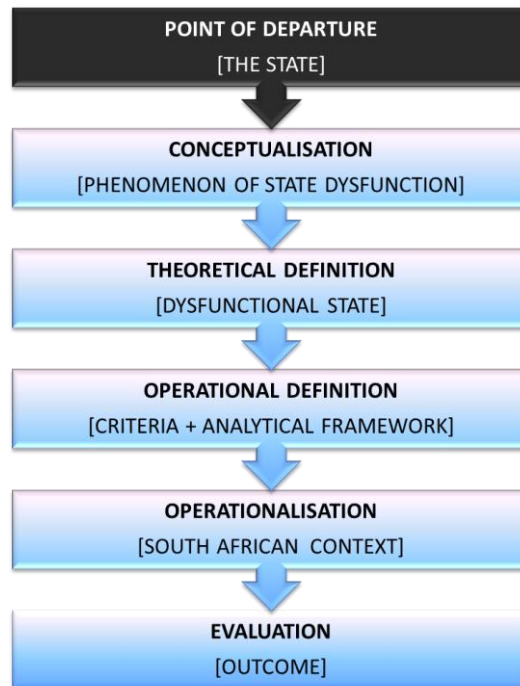 POINT OF DEPARTURE
[THE STATE]
CONCEPTUALISATION
[PHENOMENON OF STATE DYSFUNCTION]
THEORETICAL DEFINITION
[DYSFUNCTIONAL STATE]
OPERATIONAL DEFINITION
[CRITERIA + ANALYTICAL FRAMEWORK]
OPERATIONALISATION
[SOUTH AFRICAN CONTEXT]
EVALUATION
[OUTCOME]